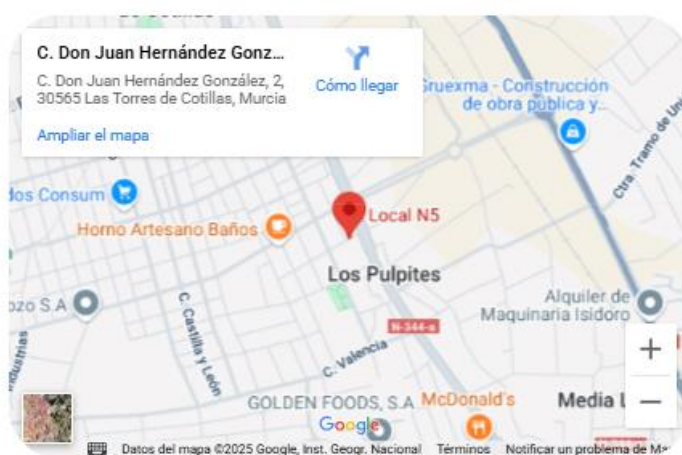 C. Don Juan Hernández Gonz...
C. Don Juan Hernández González, 2,
30565 Las Torres de Cotillas, Murcia
Cómo llegar
Ampliar el mapa
Gruexma - Construcción
de obra pública y...
Ctra. Tramo de Uni
dos Consum
Horno Artesano Baños
Local N5
Los Pulpites
ozo S.A
C. Castilla y León
Alquiler de
Maquinaria Isidoro
N-344-a
C. Valencia
GOLDEN FOODS, S.A
McDonald's
Media L
Google
Datos del mapa ©2025 Google, Inst. Geogr. Nacional
Términos
Notificar un problema de Ma